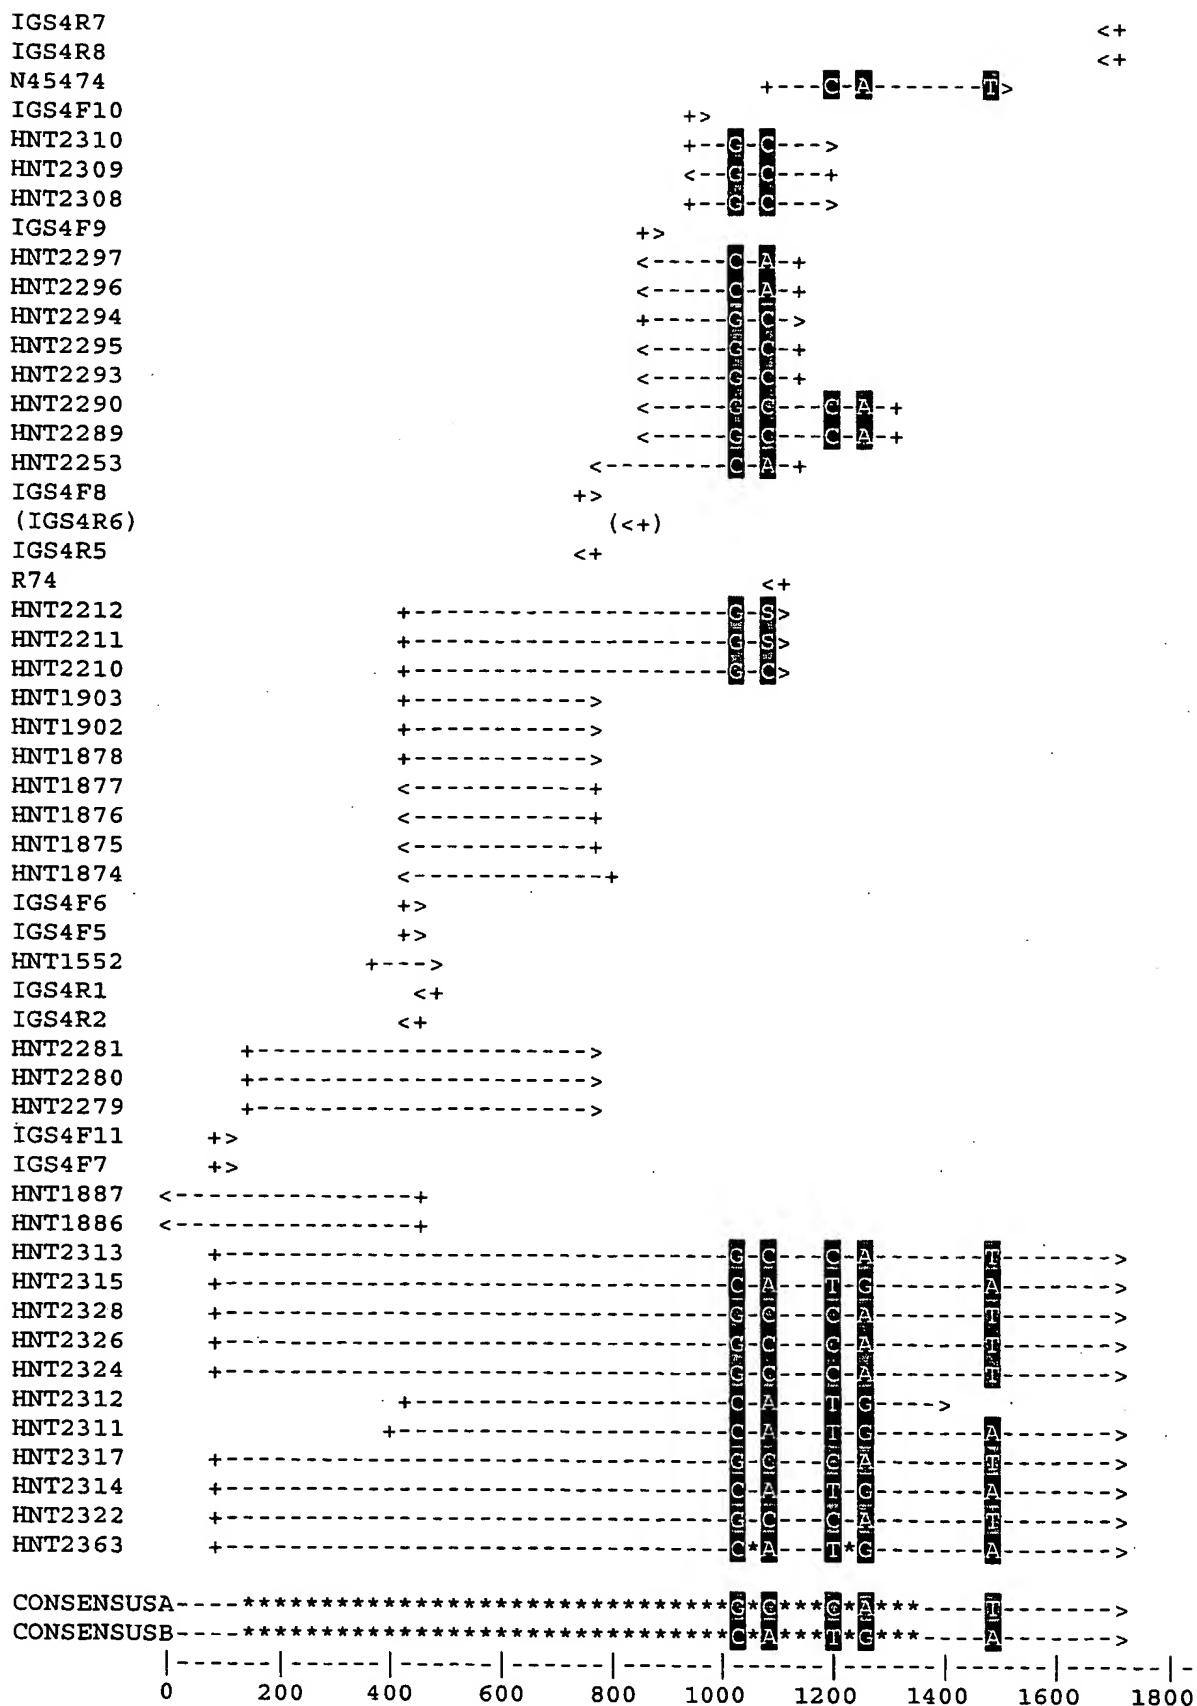 IGS4R7 <+
IGS4R8 <+
N45474 +---C-A-------T>
IGS4F10 +>
HNT2310 +--G-C--->
HNT2309 <--G-C---+
HNT2308 +--G-C--->
IGS4F9 +>
HNT2297 <-----C-A-+
HNT2296 <-----C-A-+
HNT2294 +-----G-C->
HNT2295 <-----G-C-+
HNT2293 <-----G-C-+
HNT2290 <-----G-C---C-A-+
HNT2289 <-----G-C---C-A-+
HNT2253 <--------C-A-+
IGS4F8 +>
(IGS4R6) (<+)
IGS4R5 <+
R74 <+
HNT2212 +--------------------G-S>
HNT2211 +--------------------G-S>
HNT2210 +--------------------G-C>
HNT1903 +----------->
HNT1902 +----------->
HNT1878 +----------->
HNT1877 <-----------+
HNT1876 <-----------+
HNT1875 <-----------+
HNT1874 <------------+
IGS4F6 +>
IGS4F5 +>
HNT1552 +--->
IGS4R1 <+
IGS4R2 <+
HNT2281 +--------------------->
HNT2280 +--------------------->
HNT2279 +--------------------->
IGS4F11 +>
IGS4F7 +>
HNT1887 <---------------+
HNT1886 <---------------+
HNT2313 +--------------------------------G-C---C-A-------T------->
HNT2315 +--------------------------------C-A---T-G-------A------->
HNT2328 +--------------------------------G-C---C-A-------T------->
HNT2326 +--------------------------------G-C---C-A-------T------->
HNT2324 +--------------------------------G-C---C-A-------T------->
HNT2312 +--------------------C-A---T-G---->
HNT2311 +---------------------C-A---T-G-------A------->
HNT2317 +--------------------------------G-C---C-A-------T------->
HNT2314 +--------------------------------C-A---T-G-------A------->
HNT2322 +--------------------------------G-C---C-A-------T------->
HNT2363 +--------------------------------C*A---T*G-------A------->
CONSENSUSA----*******************************G*C***C*A***----T------->
CONSENSUSB----*******************************C*A***T*G***----A------->
|------|------|------|------|------|------|------|------|------|-
0 200 400 600 800 1000 1200 1400 1600 1800